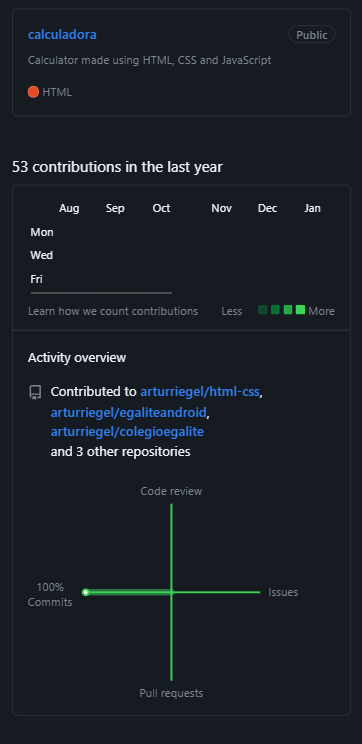 calculadora Public
Calculator made using HTML, CSS and JavaScript
HTML
53 contributions in the last year
Aug Sep Oct Nov Dec Jan
Mon
Wed
Fri
Learn how we count contributions Less More
Activity overview
Contributed to arturriegel/html-css,
arturriegel/egaliteandroid,
arturriegel/colegioegalite
and 3 other repositories
Code review
100%
Commits
Issues
Pull requests